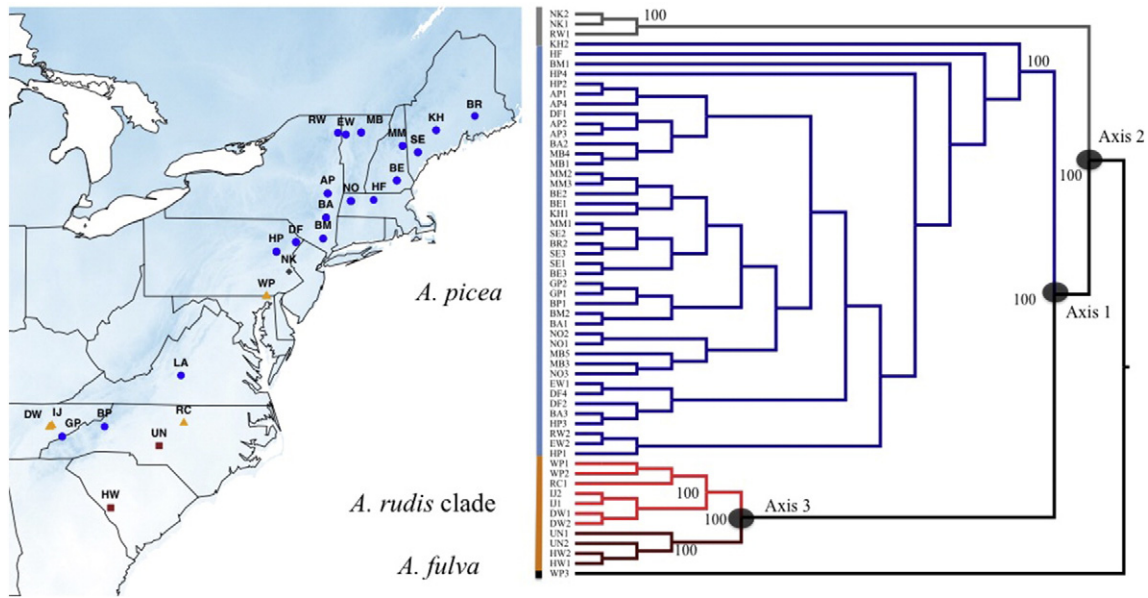 RW EW MB MM KH BR
SE
BE
AP NO HF
BA
BM
HP DF
NK
WP
A. picea
LA
DW IJ
GP
BP
RC
UN
HW
A. rudis clade
A. fulva
NK2
NK1
RW1
KH2
HF
BM1
HP4
HP2
AP1
AP4
DF1
AP2
AP3
BA2
MB4
MB1
MM2
MM3
BE2
BE1
KH1
MM1
SE2
BR2
SE3
SE1
BE3
GP2
GP1
BP1
BM2
BA1
NO2
NO1
MB5
MB3
NO3
EW1
DF4
DF2
BA3
HP3
RW2
EW2
HP1
WP1
WP2
RC1
IJ2
IJ1
DW1
DW2
UN1
UN2
HW2
HW1
WP3
100
100
Axis 2
100
100
Axis 1
100
Axis 3
100
100